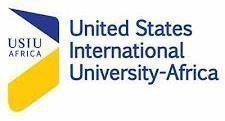 USIU
AFRICA
United States
International
University-Africa